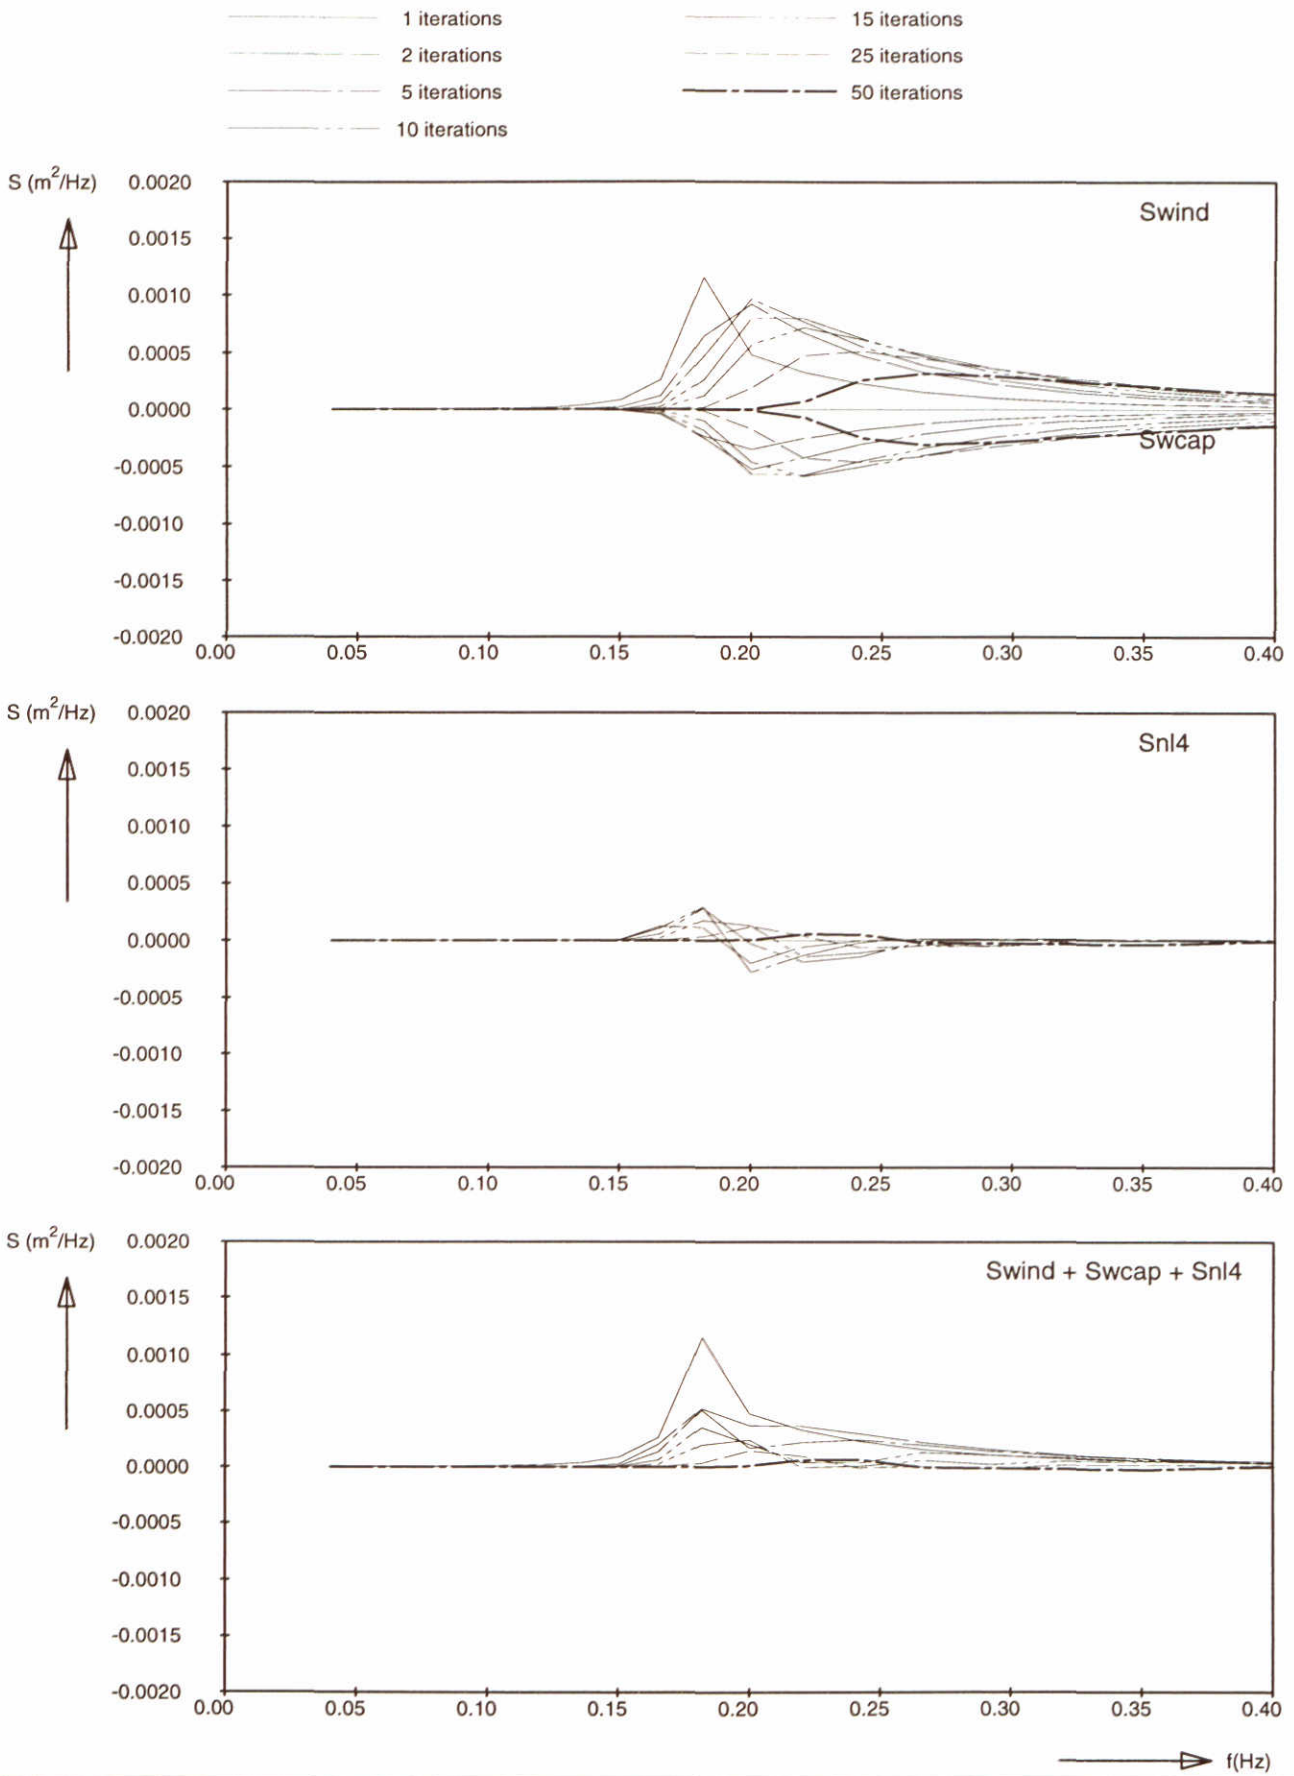 1 iterations 15 iterations
2 iterations 25 iterations
5 iterations 50 iterations
10 iterations
S (m²/Hz) 0.0020
Swind
0.0015
0.0010
0.0005
0.0000
Swcap
-0.0005
-0.0010
-0.0015
-0.0020
0.00 0.05 0.10 0.15 0.20 0.25 0.30 0.35 0.40
S (m²/Hz) 0.0020
Snl4
0.0015
0.0010
0.0005
0.0000
-0.0005
-0.0010
-0.0015
-0.0020
0.00 0.05 0.10 0.15 0.20 0.25 0.30 0.35 0.40
S (m²/Hz) 0.0020
Swind + Swcap + Snl4
0.0015
0.0010
0.0005
0.0000
-0.0005
-0.0010
-0.0015
-0.0020
0.00 0.05 0.10 0.15 0.20 0.25 0.30 0.35 0.40
f(Hz)